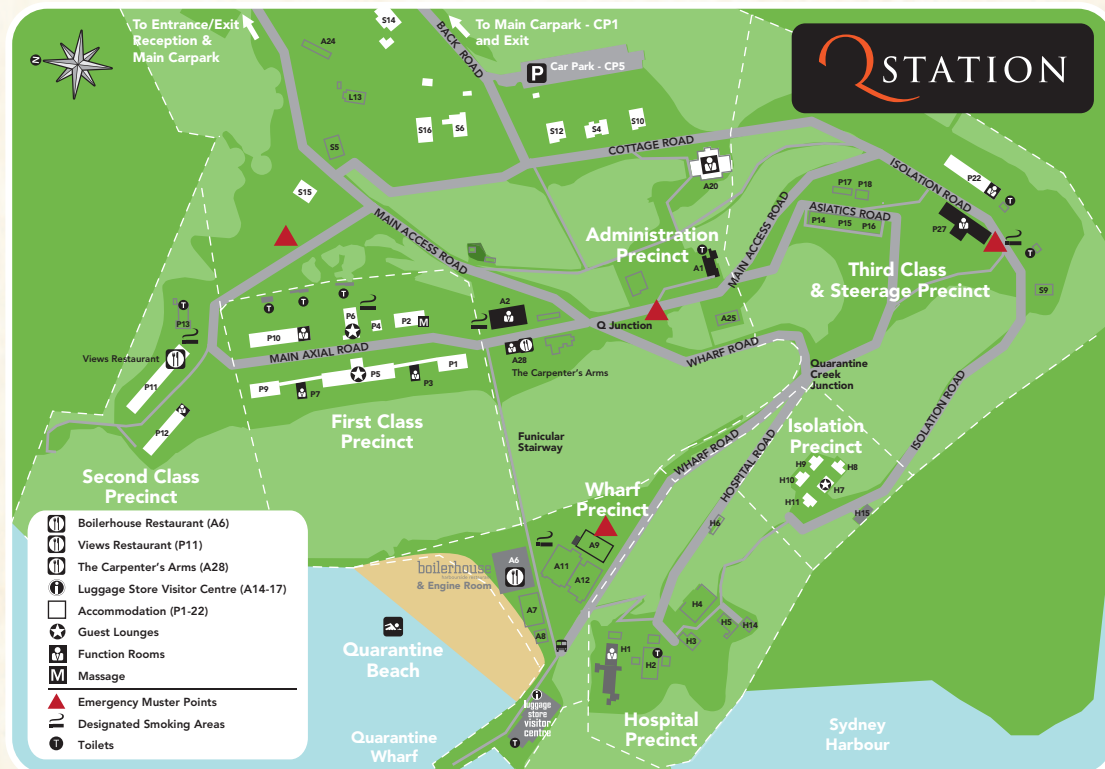 To Entrance/Exit
Reception &
Main Carpark
To Main Carpark - CP1
and Exit
QSTATION
N
S14
A24
BACK ROAD
P
Car Park - CP5
L13
S16
S6
S12
S4
S10
S5
COTTAGE ROAD
A20
S15
ISOLATION ROAD
P22
T
P17
P18
ASIATICS ROAD
P14
P15
P16
P27
T
MAIN ACCESS ROAD
MAIN ACCESS ROAD
Administration
Precinct
T
A1
Third Class
& Steerage Precinct
S9
T
T
T
T
P13
P6
P4
P2
M
A2
Q Junction
A25
P10
MAIN AXIAL ROAD
A28
The Carpenter's Arms
WHARF ROAD
Quarantine
Creek
Junction
Views Restaurant
P11
P9
P7
P5
P3
P1
P12
First Class
Precinct
Second Class
Precinct
Funicular
Stairway
WHARF ROAD
HOSPITAL ROAD
ISOLATION ROAD
Isolation
Precinct
H9
H8
H10
H7
H11
H15
Wharf
Precinct
H6
A9
A11
A12
A6
boilerhouse
& Engine Room
A7
A8
H4
H5
H14
H3
H1
H2
T
Quarantine
Beach
Quarantine
Wharf
luggage
store
visitor
centre
T
Hospital
Precinct
Sydney
Harbour
Boilerhouse Restaurant (A6)
Views Restaurant (P11)
The Carpenter's Arms (A28)
Luggage Store Visitor Centre (A14-17)
Accommodation (P1-22)
Guest Lounges
Function Rooms
M Massage
Emergency Muster Points
Designated Smoking Areas
T Toilets